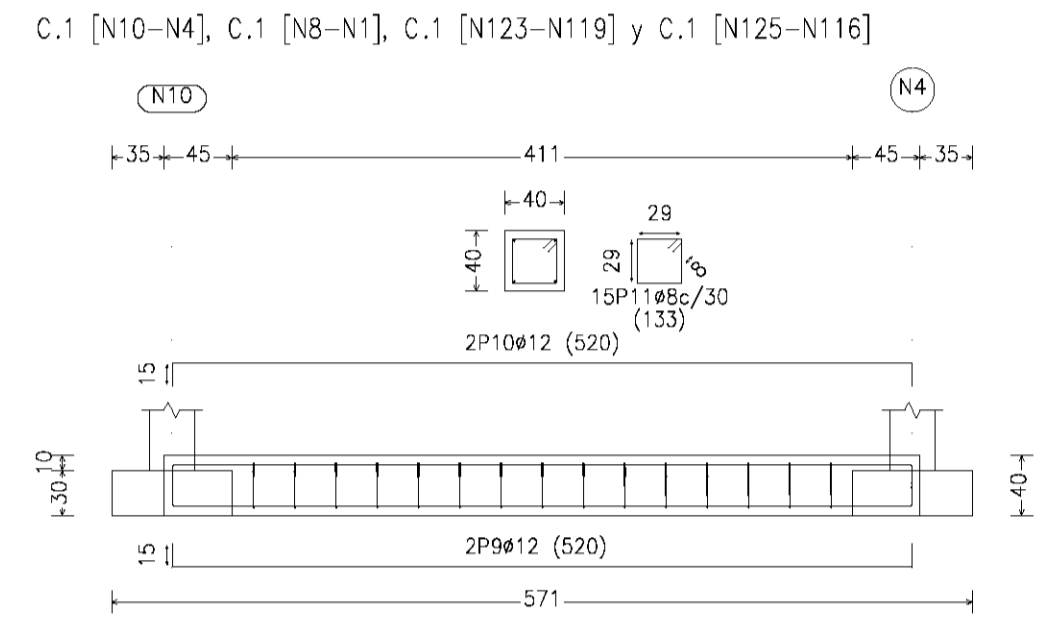 C.1 [N10-N4], C.1 [N8-N1], C.1 [N123-N119] y C.1 [N125-N116]
N10
N4
35 45 411 45 35
40
29
40
29
8
15P11ø8c/30
(133)
2P10ø12 (520)
15
10
30
40
15
2P9ø12 (520)
571